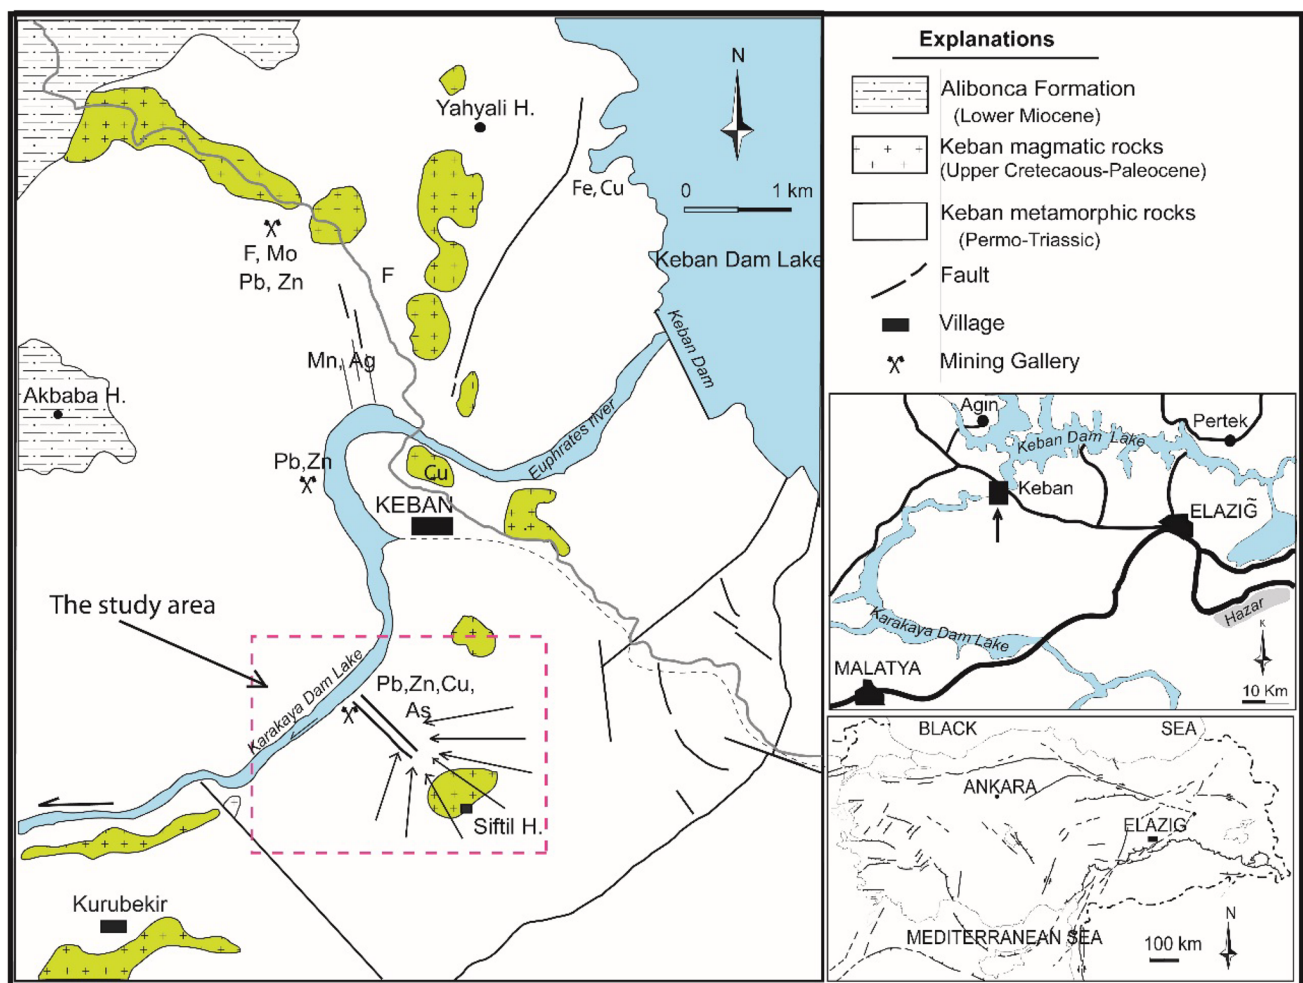 N
Yahyali H.
Fe, Cu
0 1 km
F, Mo
Pb, Zn
F
Keban Dam Lake
Keban Dam
Mn, Ag
Akbaba H.
Euphrates river
Pb,Zn
Cu
KEBAN
The study area
Karakaya Dam Lake
Pb,Zn,Cu,
As
Siftil H.
Kurubekir
Explanations
Alibonca Formation
(Lower Miocene)
Keban magmatic rocks
(Upper Cretecaous-Paleocene)
Keban metamorphic rocks
(Permo-Triassic)
Fault
Village
Mining Gallery
Agın
Pertek
Keban Dam Lake
Keban
ELAZIG̃
Hazar
Karakaya Dam Lake
K
MALATYA
10 Km
BLACK SEA
ANKARA
ELAZIG
N
MEDITERRANEAN SEA
100 km